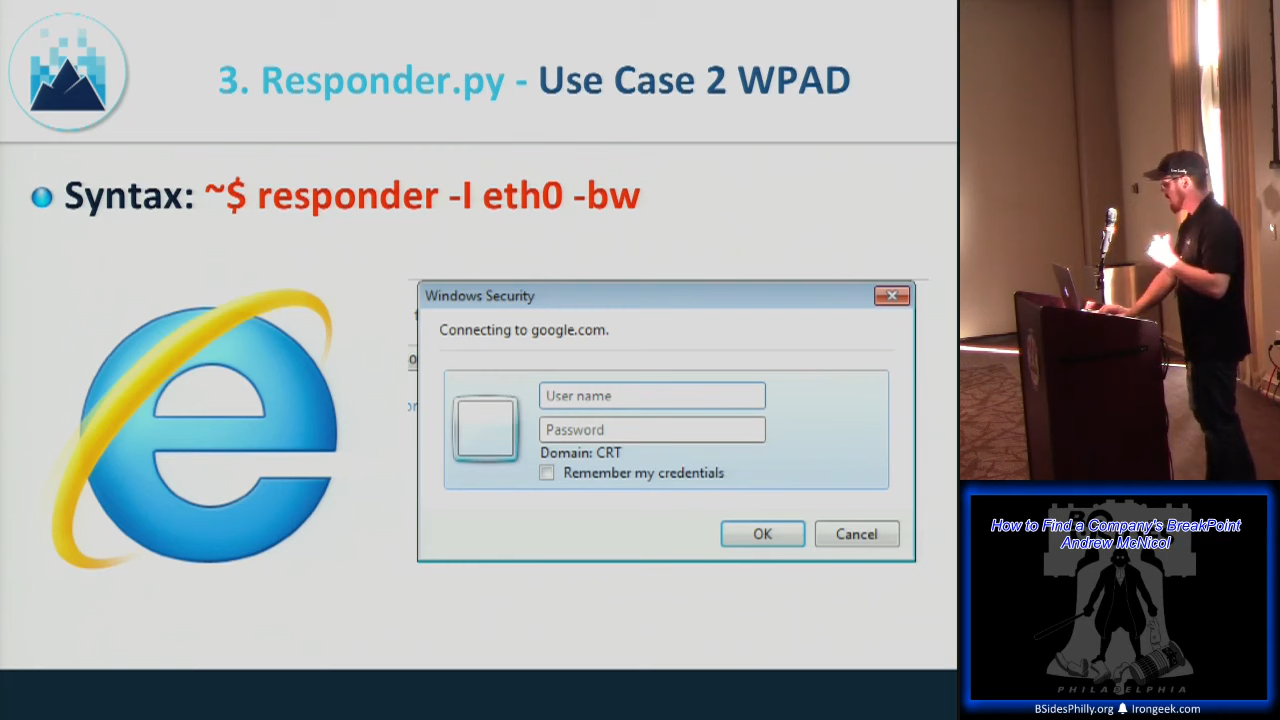 3. Responder.py - Use Case 2 WPAD
Syntax: ~$ responder -I eth0 -bw
Windows Security
Connecting to google.com.
User name
Password
Domain: CRT
Remember my credentials
OK
Cancel
How to Find a Company's BreakPoint
Andrew McNicol
PHILADELPHIA
BSidesPhilly.org Irongeek.com